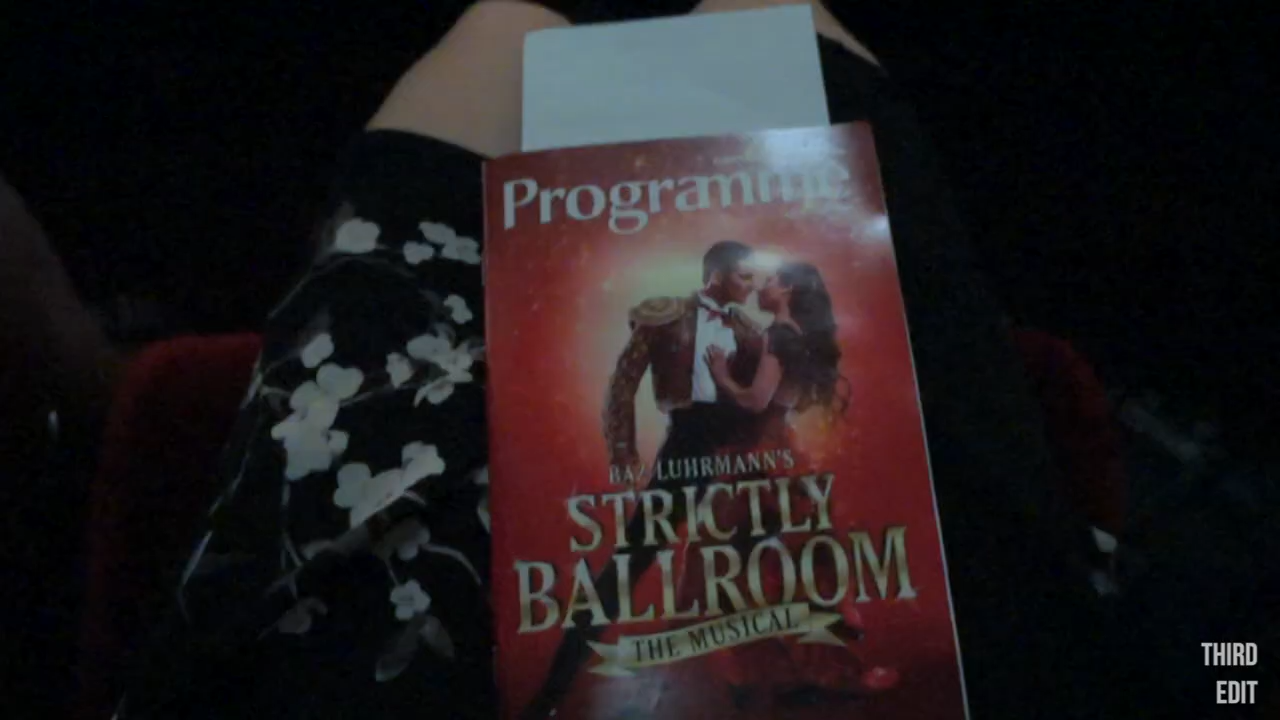 Programme
BAZ LUHRMANN'S
STRICTLY
BALLROOM
THE MUSICAL
THIRD
EDIT